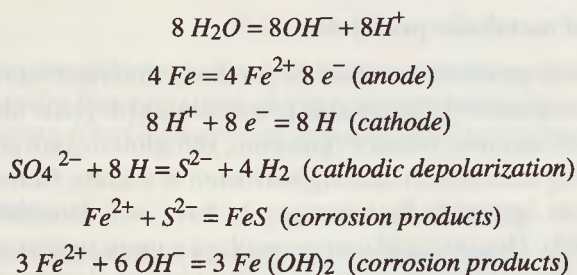 8 H₂O = 8OH⁻ + 8H⁺
4 Fe = 4 Fe²⁺ 8 e⁻ (anode)
8 H⁺ + 8 e⁻ = 8 H (cathode)
SO₄ ²⁻ + 8 H = S²⁻ + 4 H₂ (cathodic depolarization)
Fe²⁺ + S²⁻ = FeS (corrosion products)
3 Fe²⁺ + 6 OH⁻ = 3 Fe (OH)₂ (corrosion products)